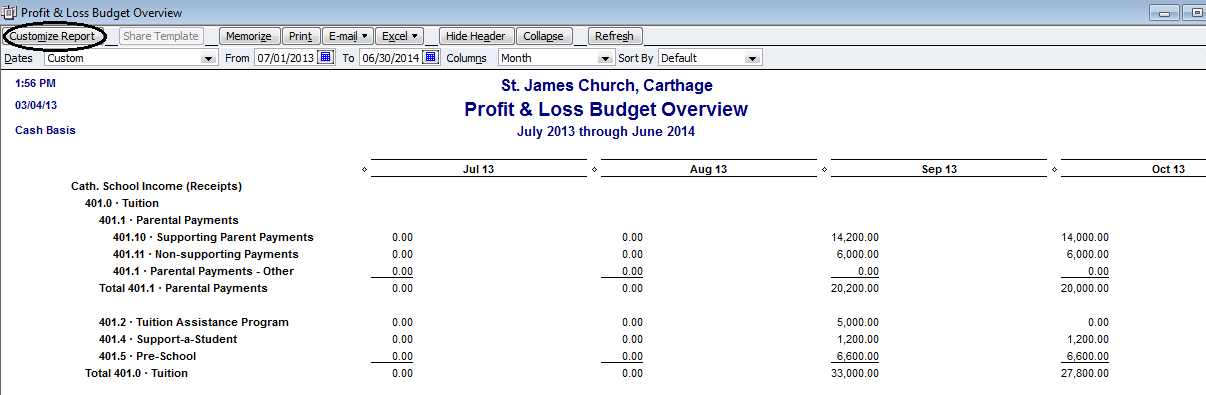 Profit & Loss Budget Overview
Customize Report Share Template Memorize Print E-mail Excel Hide Header Collapse Refresh
Dates Custom From 07/01/2013 To 06/30/2014 Columns Month Sort By Default
1:56 PM St. James Church, Carthage
03/04/13 Profit & Loss Budget Overview
Cash Basis July 2013 through June 2014
Jul 13 Aug 13 Sep 13 Oct 13
Cath. School Income (Receipts)
401.0 · Tuition
401.1 · Parental Payments
401.10 · Supporting Parent Payments 0.00 0.00 14,200.00 14,000.00
401.11 · Non-supporting Payments 0.00 0.00 6,000.00 6,000.00
401.1 · Parental Payments - Other 0.00 0.00 0.00 0.00
Total 401.1 · Parental Payments 0.00 0.00 20,200.00 20,000.00
401.2 · Tuition Assistance Program 0.00 0.00 5,000.00 0.00
401.4 · Support-a-Student 0.00 0.00 1,200.00 1,200.00
401.5 · Pre-School 0.00 0.00 6,600.00 6,600.00
Total 401.0 · Tuition 0.00 0.00 33,000.00 27,800.00